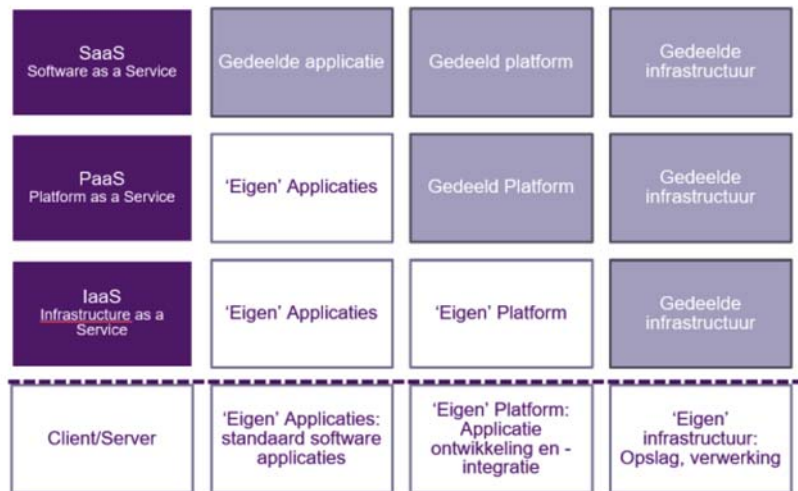 SaaS
Software as a Service
Gedeelde applicatie
Gedeeld platform
Gedeelde
infrastructuur
PaaS
Platform as a Service
‘Eigen’ Applicaties
Gedeeld Platform
Gedeelde
infrastructuur
IaaS
Infrastructure as a
Service
‘Eigen’ Applicaties
‘Eigen’ Platform
Gedeelde
infrastructuur
Client/Server
‘Eigen’ Applicaties:
standaard software
applicaties
‘Eigen’ Platform:
Applicatie
ontwikkeling en -
integratie
‘Eigen’
infrastructuur:
Opslag, verwerking